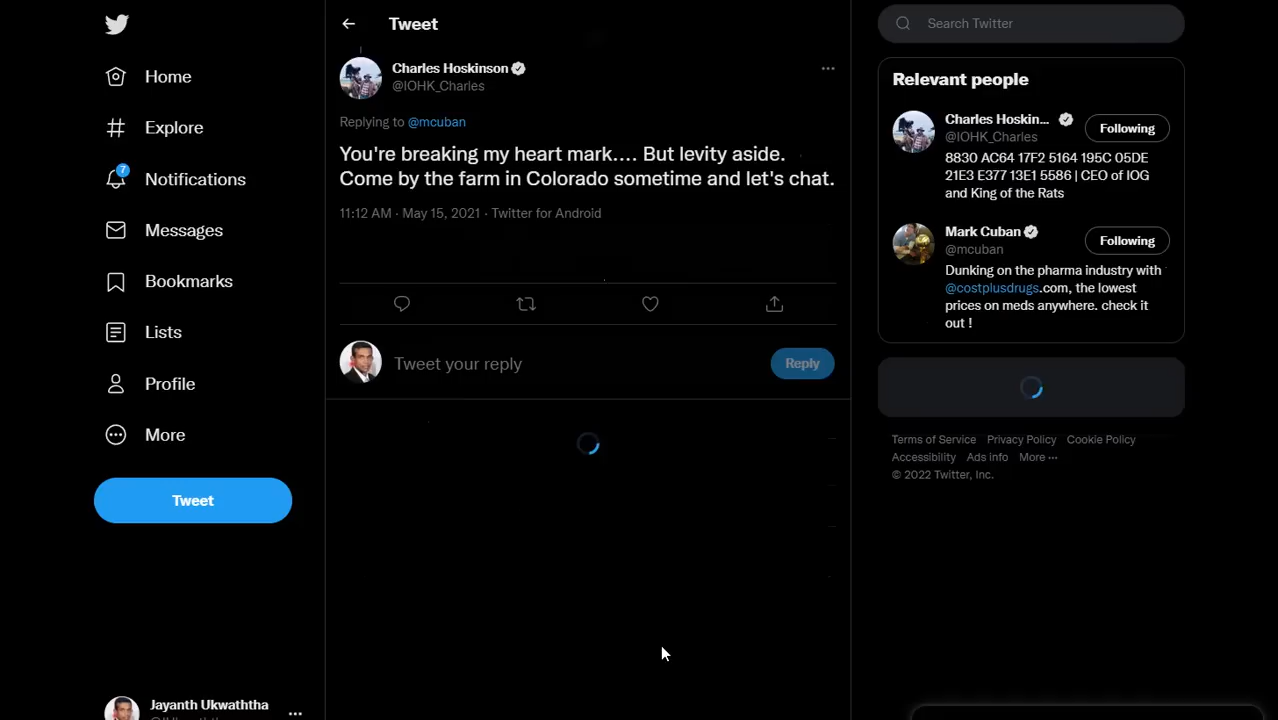 Tweet
Search Twitter
Home
Explore
7
Notifications
Messages
Bookmarks
Lists
Profile
More
Tweet
Jayanth Ukwaththa
Charles Hoskinson
@IOHK_Charles
Replying to @mcuban
You're breaking my heart mark.... But levity aside.
Come by the farm in Colorado sometime and let's chat.
11:12 AM · May 15, 2021 · Twitter for Android
Tweet your reply
Reply
Relevant people
Charles Hoskin...
@IOHK_Charles
Following
8830 AC64 17F2 5164 195C 05DE
21E3 E377 13E1 5586 | CEO of IOG
and King of the Rats
Mark Cuban
@mcuban
Following
Dunking on the pharma industry with
@costplusdrugs.com, the lowest
prices on meds anywhere. check it
out !
Terms of Service Privacy Policy Cookie Policy
Accessibility Ads info More ···
© 2022 Twitter, Inc.